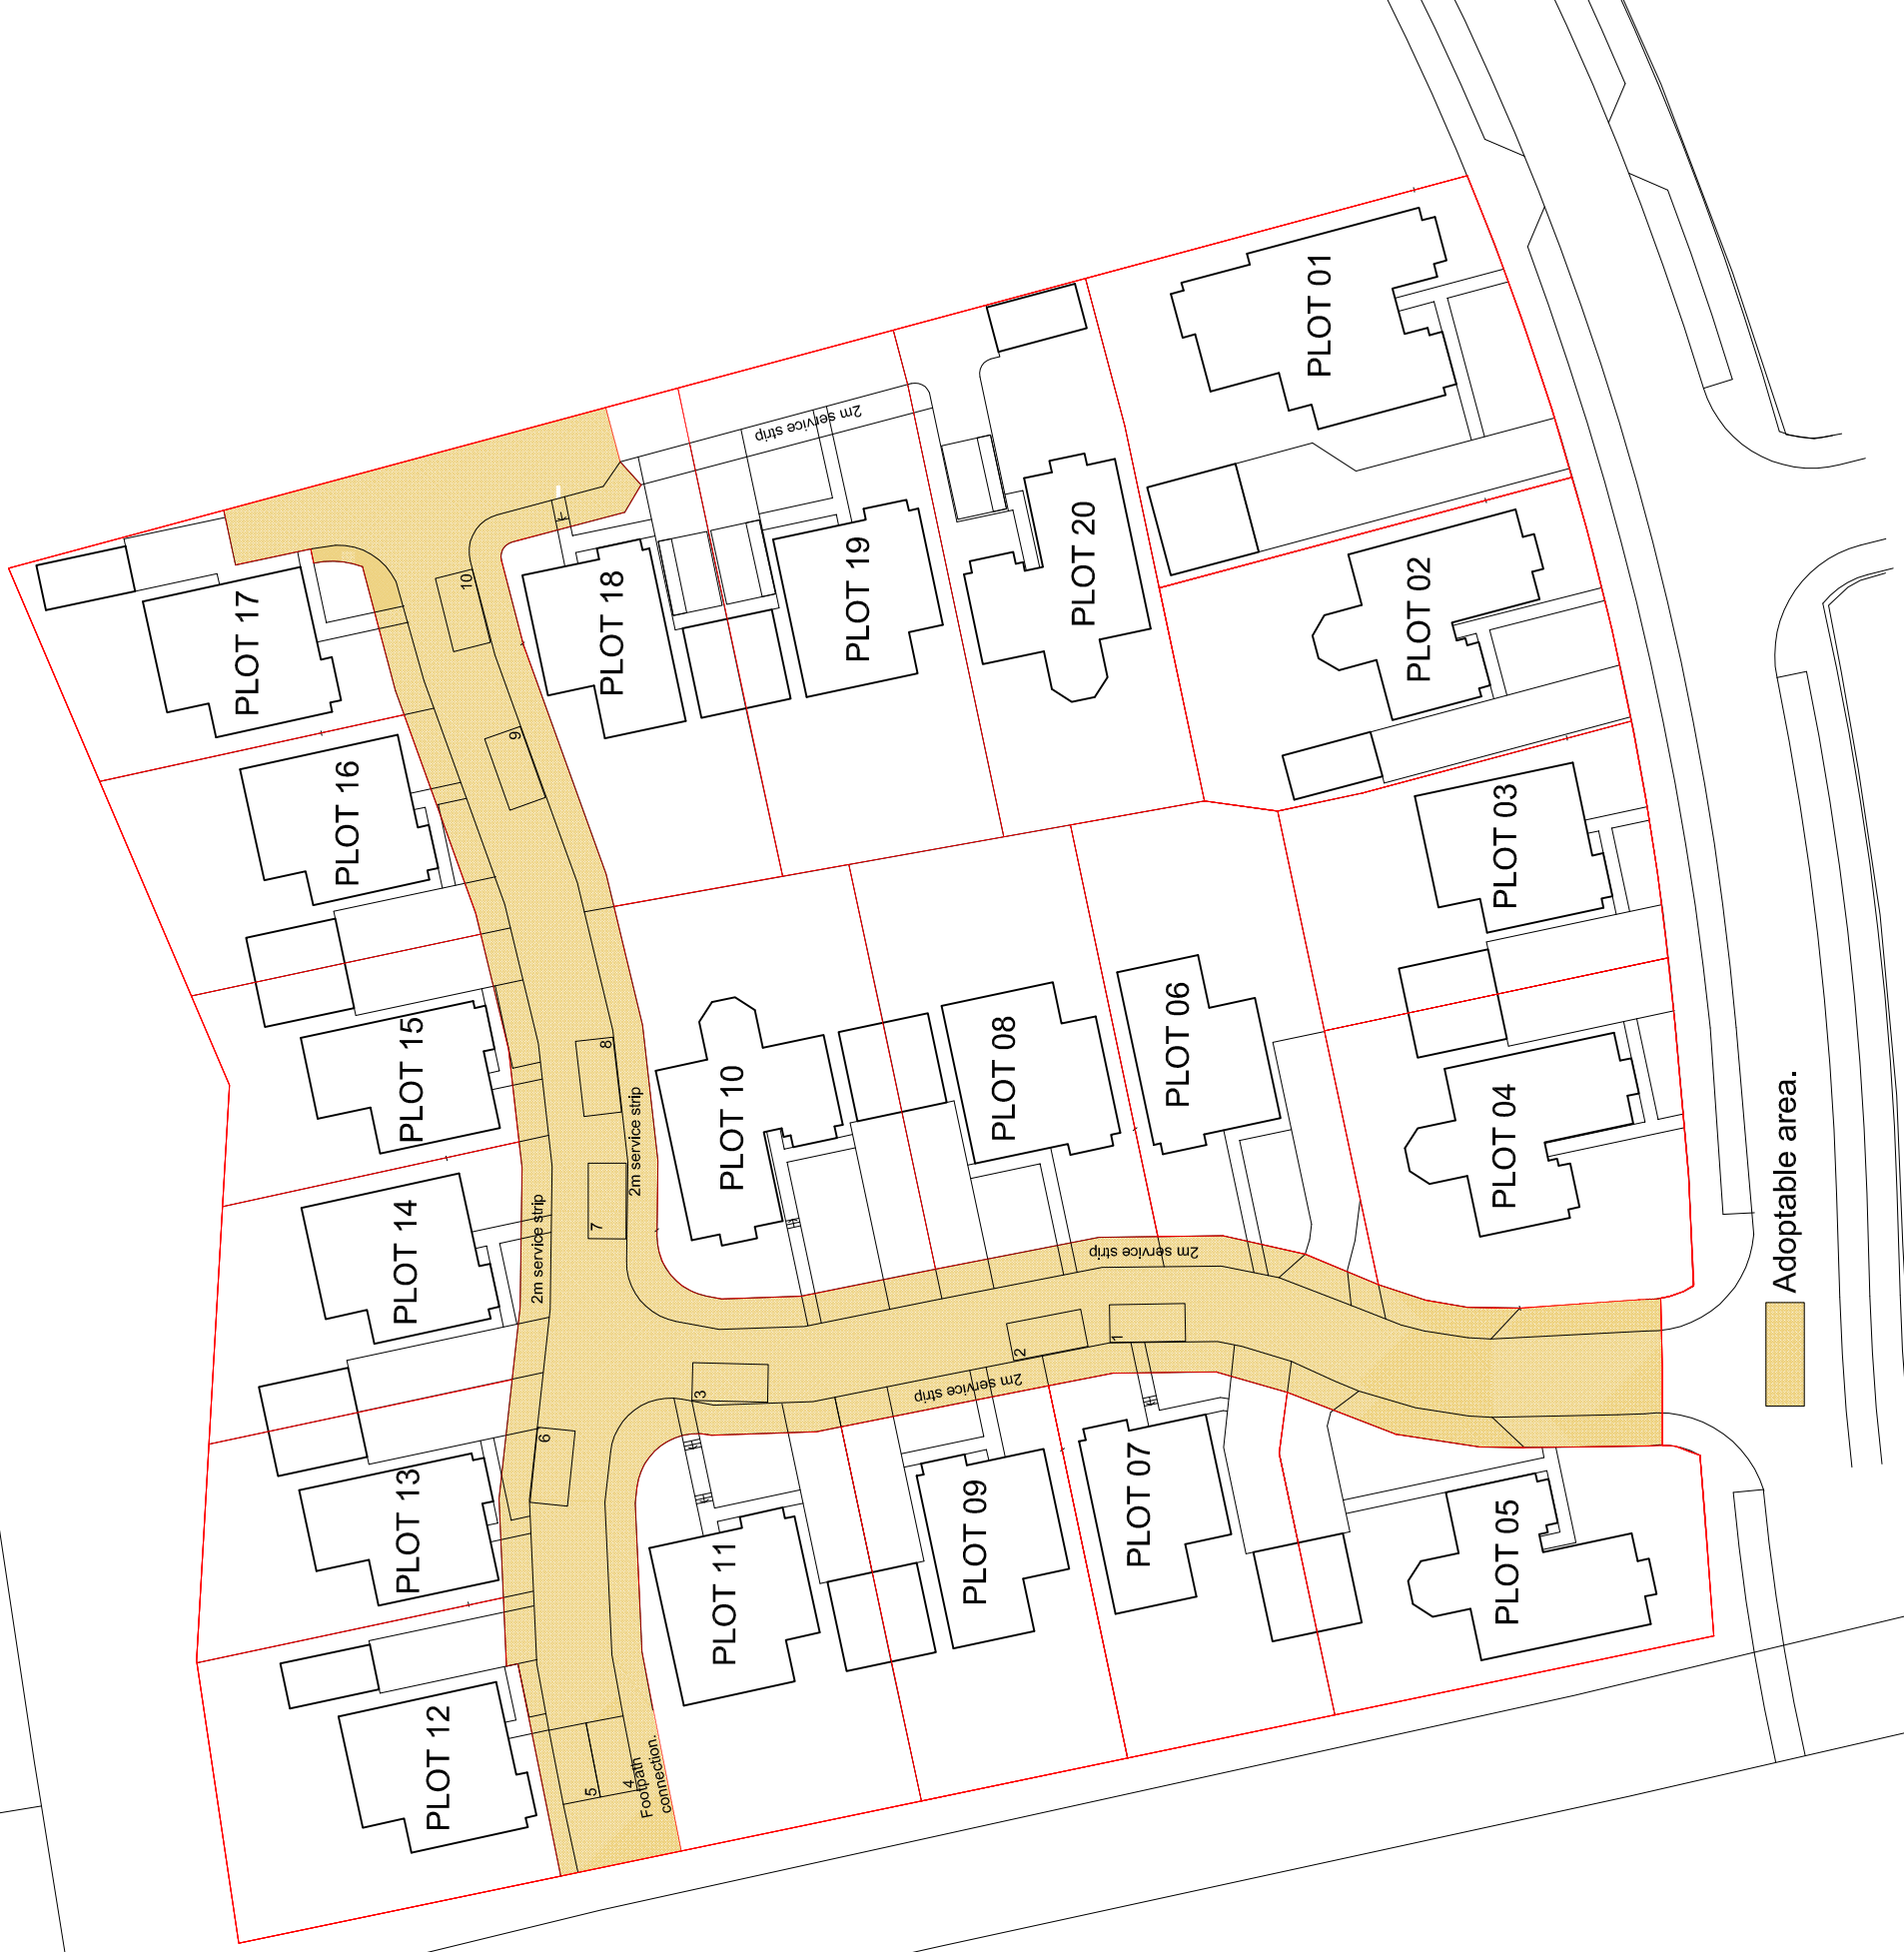 PLOT 01
PLOT 02
PLOT 03
PLOT 04
PLOT 05
PLOT 06
PLOT 07
PLOT 08
PLOT 09
PLOT 10
PLOT 11
PLOT 12
PLOT 13
PLOT 14
PLOT 15
PLOT 16
PLOT 17
PLOT 18
PLOT 19
PLOT 20
2m service strip
2m service strip
2m service strip
2m service strip
2m service strip
1
2
3
4
5
6
7
8
9
10
Footpath
connection.
Adoptable area.